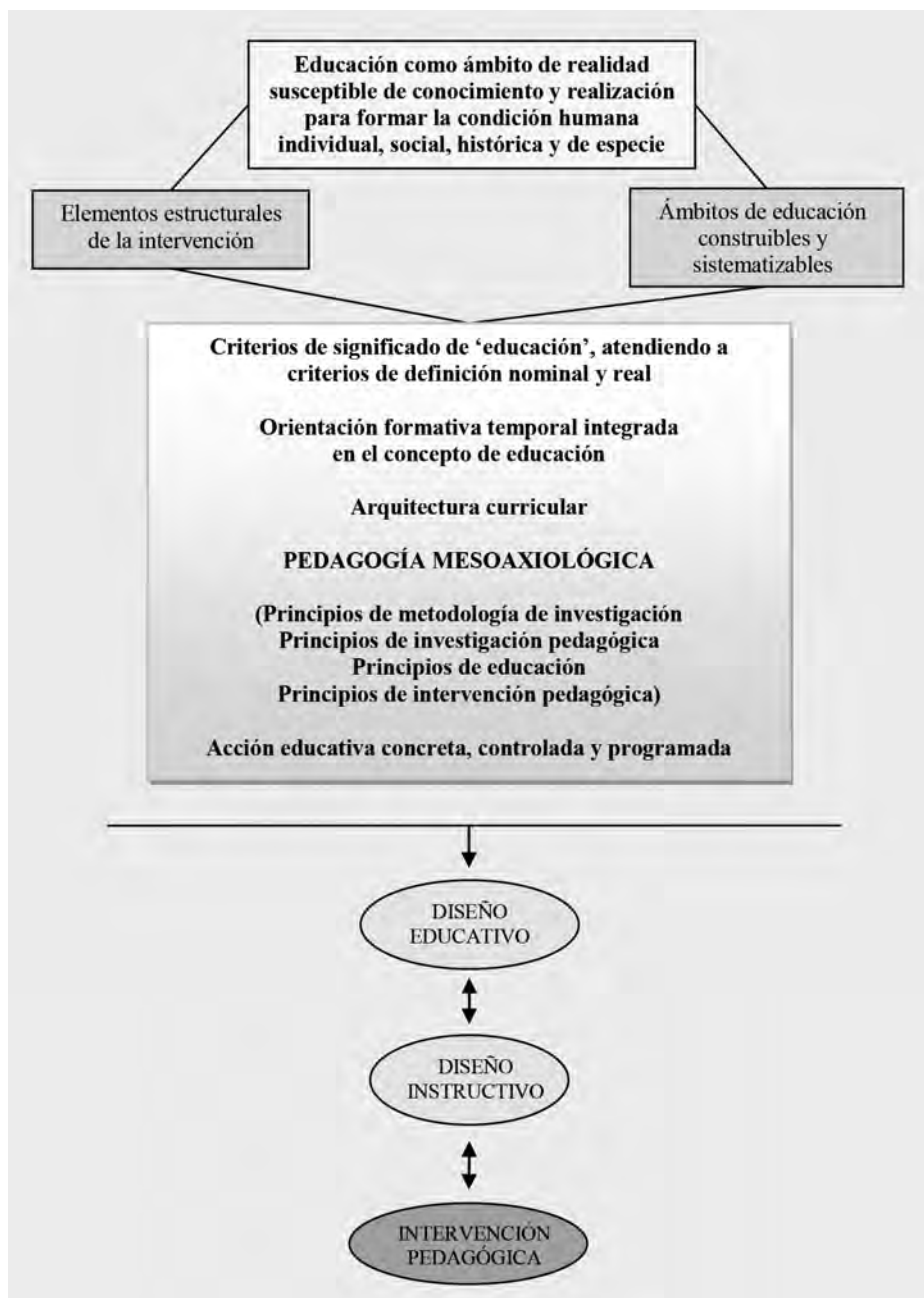 Educación como ámbito de realidad
susceptible de conocimiento y realización
para formar la condición humana
individual, social, histórica y de especie
Elementos estructurales
de la intervención
Ámbitos de educación
construibles y
sistematizables
Criterios de significado de ‘educación’, atendiendo a
criterios de definición nominal y real
Orientación formativa temporal integrada
en el concepto de educación
Arquitectura curricular
PEDAGOGÍA MESOAXIOLÓGICA
(Principios de metodología de investigación
Principios de investigación pedagógica
Principios de educación
Principios de intervención pedagógica)
Acción educativa concreta, controlada y programada
DISEÑO
EDUCATIVO
DISEÑO
INSTRUCTIVO
INTERVENCIÓN
PEDAGÓGICA